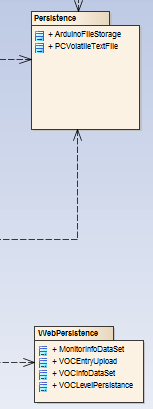 Persistence
+ ArduinoFileStorage
+ PCVolatileTextFile
WebPersistence
+ MonitorInfoDataSet
+ VOCEntryUpload
+ VOCInfoDataSet
+ VOCLevelPersistance